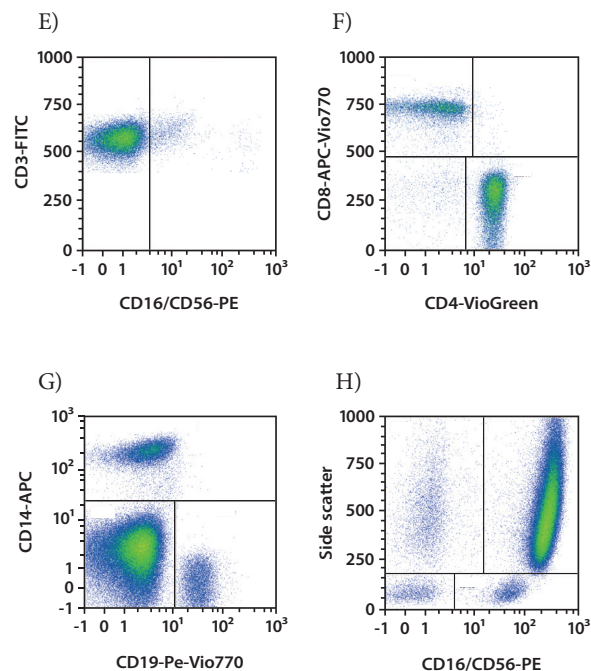 E)
1000
750
500
250
0
CD3-FITC
-1 0 1 10¹ 10² 10³
CD16/CD56-PE
F)
1000
750
500
250
0
CD8-APC-Vio770
-1 0 1 10¹ 10² 10³
CD4-VioGreen
G)
10³
10²
10¹
1
0
-1
CD14-APC
-1 0 1 10¹ 10² 10³
CD19-Pe-Vio770
H)
1000
750
500
250
0
Side scatter
-1 0 1 10¹ 10² 10³
CD16/CD56-PE